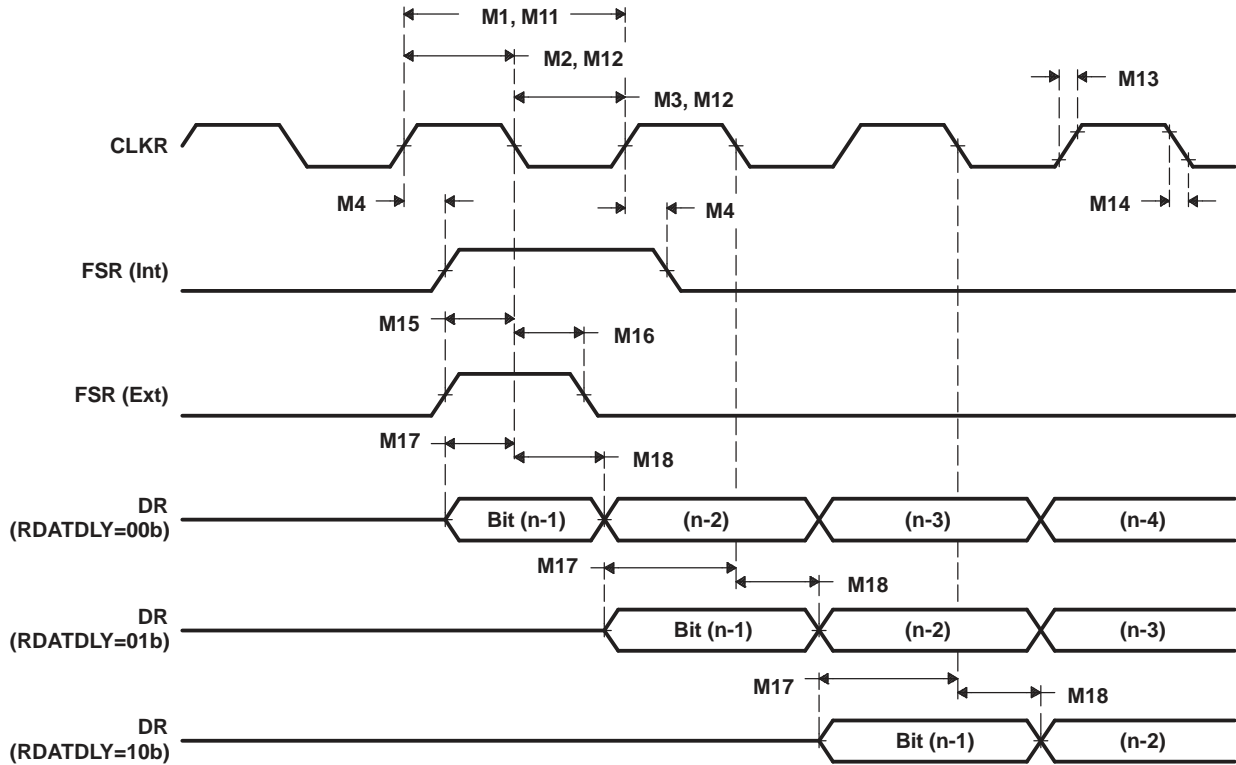 M1, M11
M2, M12
M13
M3, M12
CLKR
M4
M4
M14
FSR (Int)
M15
M16
FSR (Ext)
M17
M18
DR
(RDATDLY=00b)
Bit (n-1)
(n-2)
(n-3)
(n-4)
M17
M18
DR
(RDATDLY=01b)
Bit (n-1)
(n-2)
(n-3)
M17
M18
DR
(RDATDLY=10b)
Bit (n-1)
(n-2)